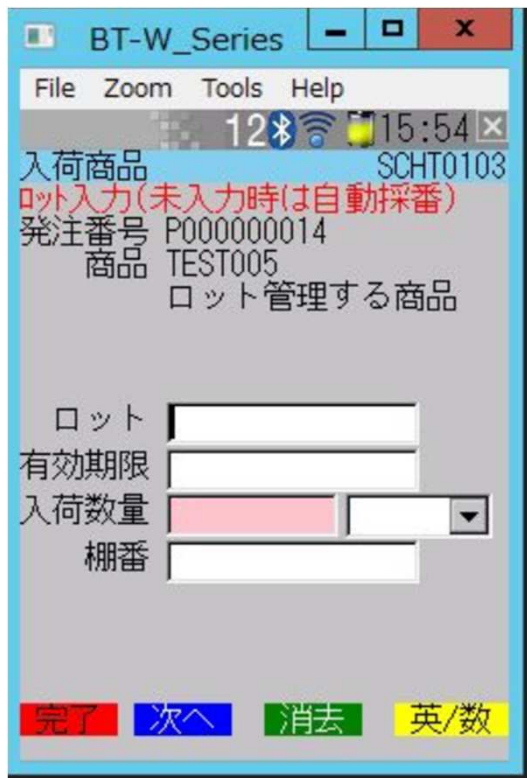 BT-W_Series
File Zoom Tools Help
12 15:54
入荷商品 SCHT0103
ロット入力(未入力時は自動採番)
発注番号 P000000014
商品 TEST005
ロット管理する商品
ロット
有効期限
入荷数量
棚番
完了 次へ 消去 英/数